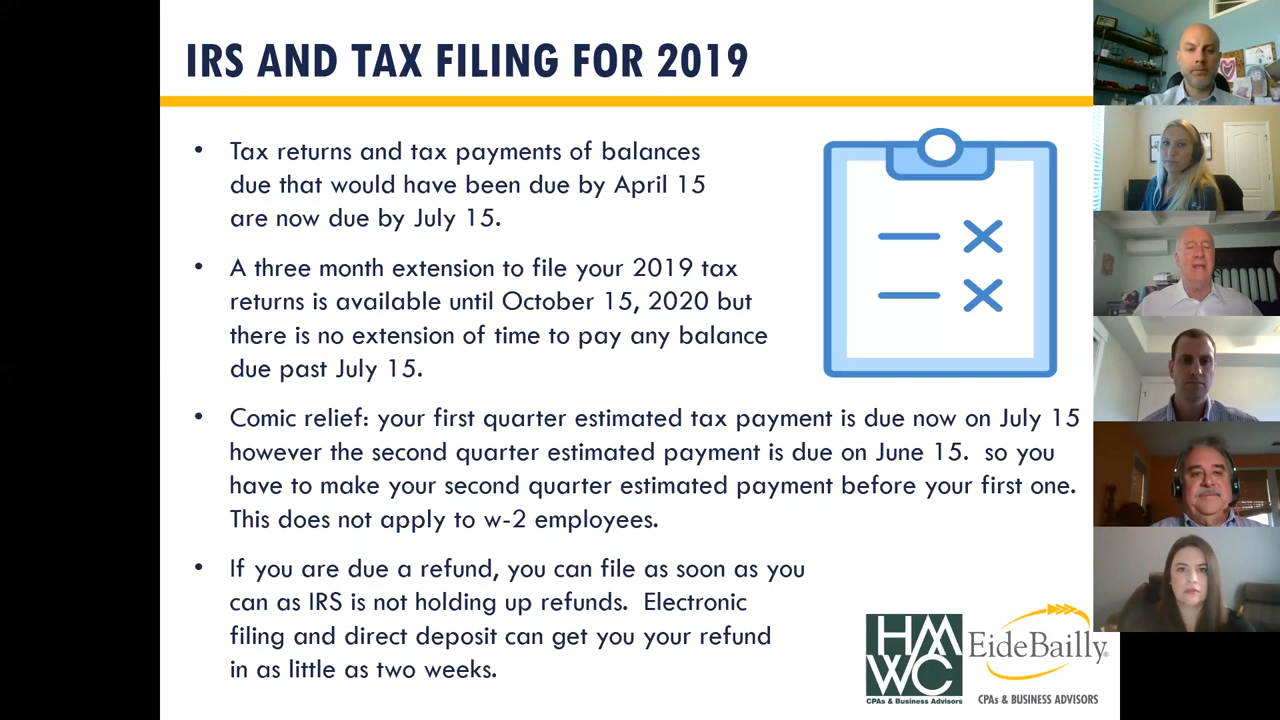 IRS AND TAX FILING FOR 2019
• Tax returns and tax payments of balances
due that would have been due by April 15
are now due by July 15.
• A three month extension to file your 2019 tax
returns is available until October 15, 2020 but
there is no extension of time to pay any balance
due past July 15.
• Comic relief: your first quarter estimated tax payment is due now on July 15
however the second quarter estimated payment is due on June 15.  so you
have to make your second quarter estimated payment before your first one.
This does not apply to w-2 employees.
• If you are due a refund, you can file as soon as you
can as IRS is not holding up refunds.  Electronic
filing and direct deposit can get you your refund
in as little as two weeks.
HM
WC
CPAs & Business Advisors
EideBailly®
CPAs & BUSINESS ADVISORS